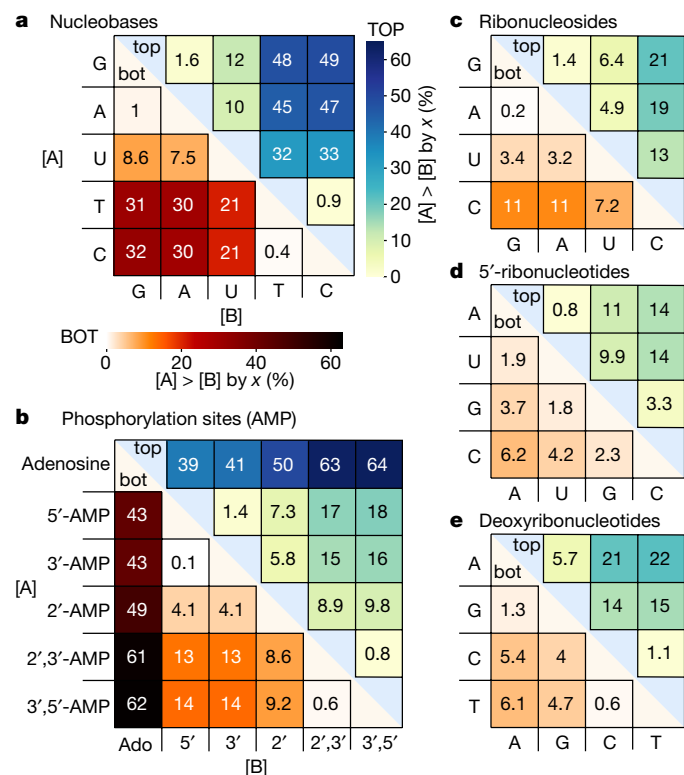 a Nucleobases
top
bot
G 1.6 12 48 49
A 1 10 45 47
[A] U 8.6 7.5 32 33
T 31 30 21 0.9
C 32 30 21 0.4
G A U T C
[B]
TOP
60
50
40
30
20
10
0
[A] > [B] by x (%)
BOT
0 20 40 60
[A] > [B] by x (%)
b Phosphorylation sites (AMP)
top
bot
Adenosine 39 41 50 63 64
5′-AMP 43 1.4 7.3 17 18
3′-AMP 43 0.1 5.8 15 16
[A]
2′-AMP 49 4.1 4.1 8.9 9.8
2′,3′-AMP 61 13 13 8.6 0.8
3′,5′-AMP 62 14 14 9.2 0.6
Ado 5′ 3′ 2′ 2′,3′ 3′,5′
[B]
c Ribonucleosides
top
bot
G 1.4 6.4 21
A 0.2 4.9 19
U 3.4 3.2 13
C 11 11 7.2
G A U C
d 5′-ribonucleotides
top
bot
A 0.8 11 14
U 1.9 9.9 14
G 3.7 1.8 3.3
C 6.2 4.2 2.3
A U G C
e Deoxyribonucleotides
top
bot
A 5.7 21 22
G 1.3 14 15
C 5.4 4 1.1
T 6.1 4.7 0.6
A G C T